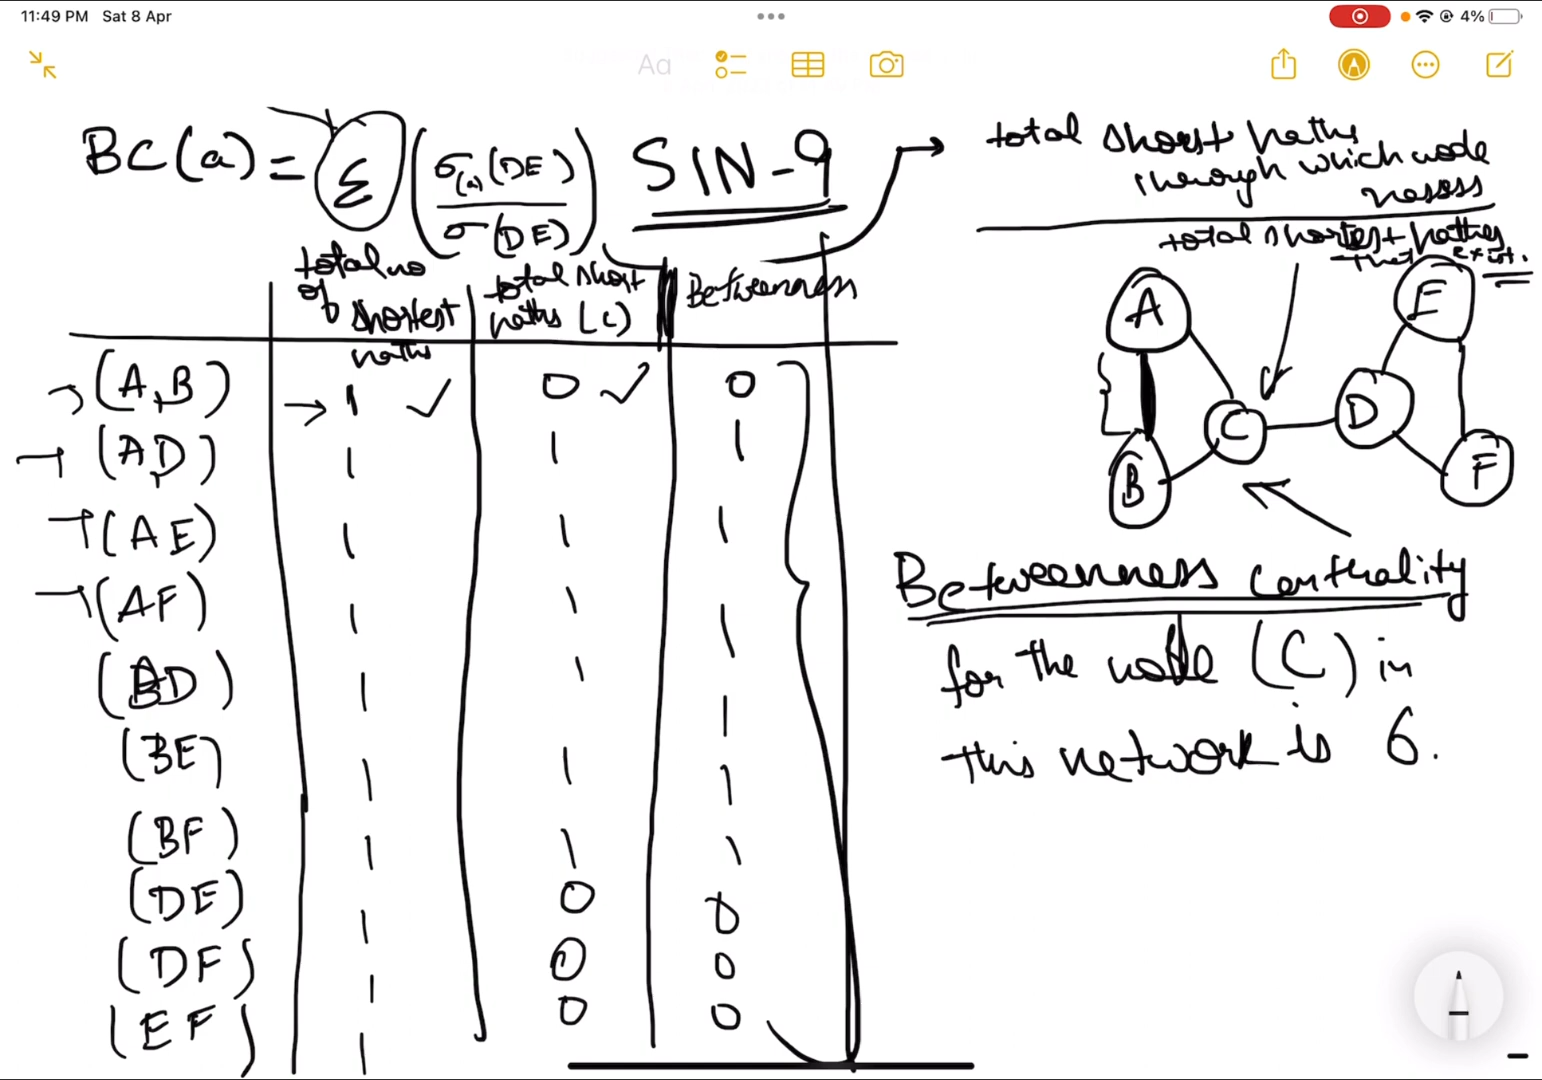 11:49 PM Sat 8 Apr
4%
Aa
BC(a) = Σ (σ(a)(DE) / σ(DE))
SIN-9
total short paths
through which node
passes
total shortest pathes
that exist.
total no of shortest paths
total short paths (C)
Betweenness
(A,B) → 1 ✓ 0 ✓ 0
→ (AD) 1 1 1
→ (AE) 1 1 1
→ (AF) 1 1 1
(BD) 1 1 1
(BE) 1 1 1
(BF) 1 1 1
(DE) 1 0 0
(DF) 1 0 0
(EF) 1 0 0
A
B
C
D
E
F
Betweenness centrality
for the node (C) in
this network is 6.